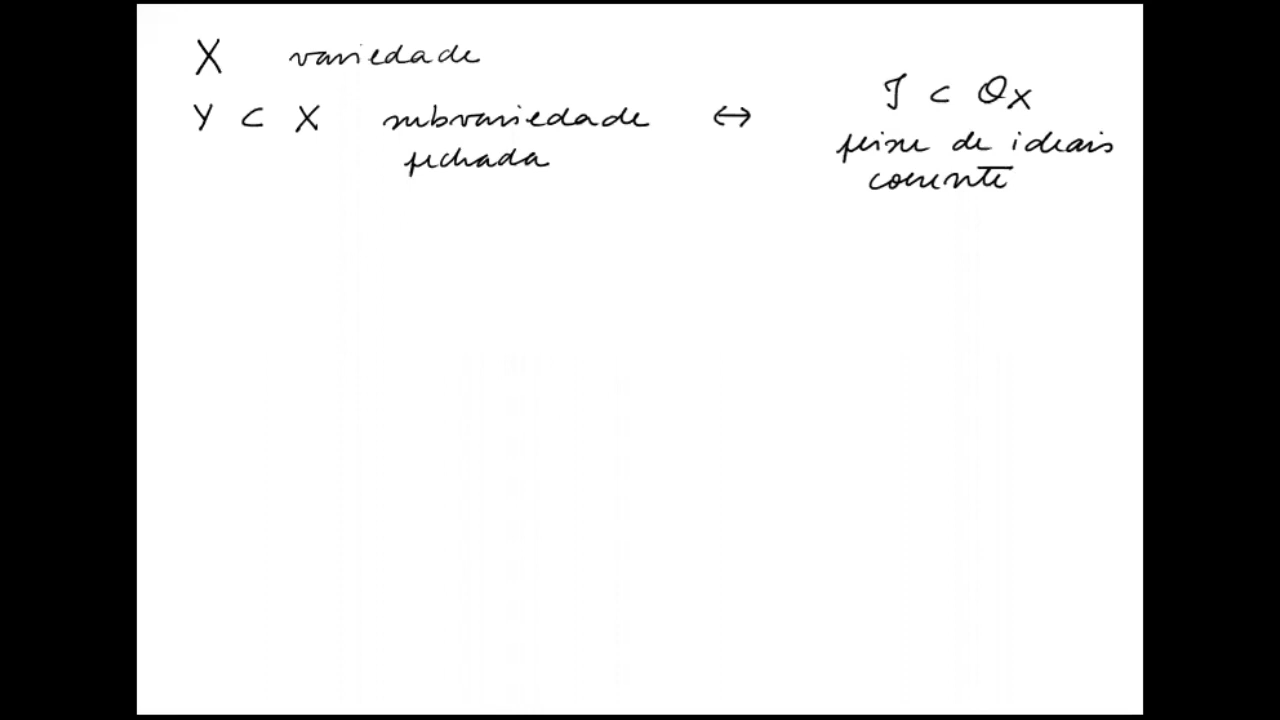 X variedade
Y ⊂ X subvariedade fechada ↔
I ⊂ Ox
feixe de ideais
coerente